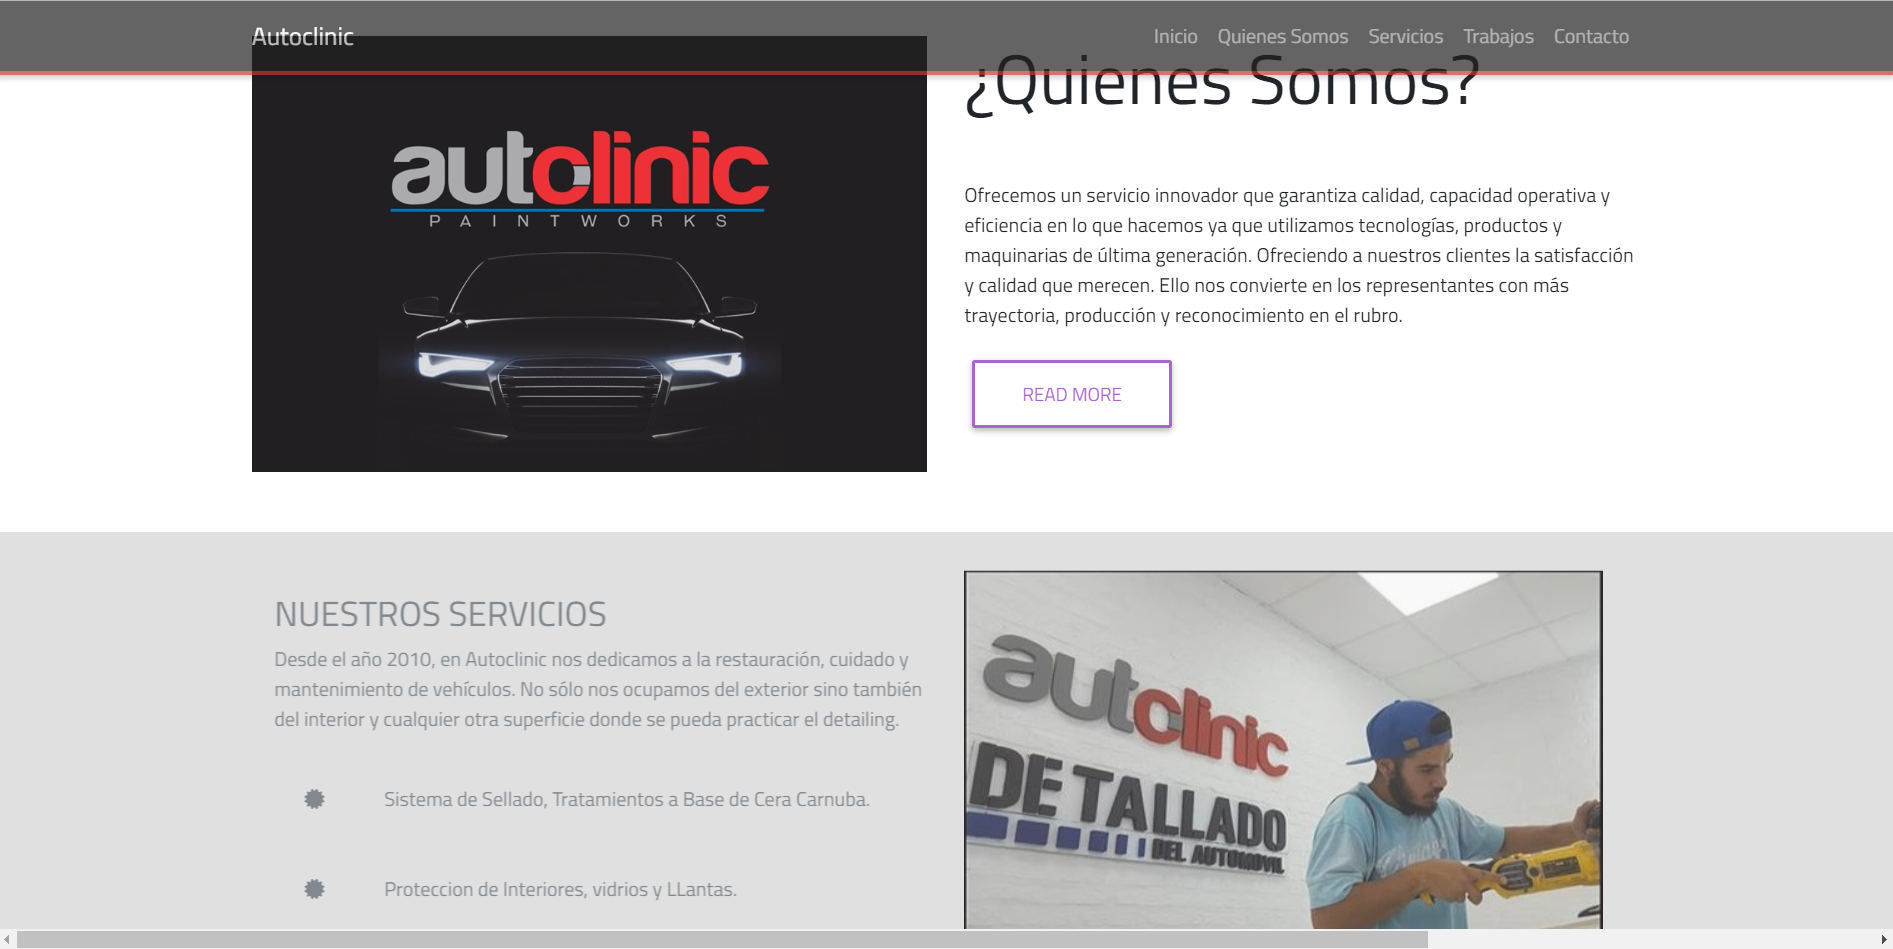 Autoclinic
Inicio Quienes Somos Servicios Trabajos Contacto
autoclinic
PAINTWORKS
¿Quienes Somos?
Ofrecemos un servicio innovador que garantiza calidad, capacidad operativa y
eficiencia en lo que hacemos ya que utilizamos tecnologías, productos y
maquinarias de última generación. Ofreciendo a nuestros clientes la satisfacción
y calidad que merecen. Ello nos convierte en los representantes con más
trayectoria, producción y reconocimiento en el rubro.
READ MORE
NUESTROS SERVICIOS
Desde el año 2010, en Autoclinic nos dedicamos a la restauración, cuidado y
mantenimiento de vehículos. No sólo nos ocupamos del exterior sino también
del interior y cualquier otra superficie donde se pueda practicar el detailing.
Sistema de Sellado, Tratamientos a Base de Cera Carnuba.
Proteccion de Interiores, vidrios y LLantas.
autoclinic
DETALLADO
DEL AUTOMOVIL